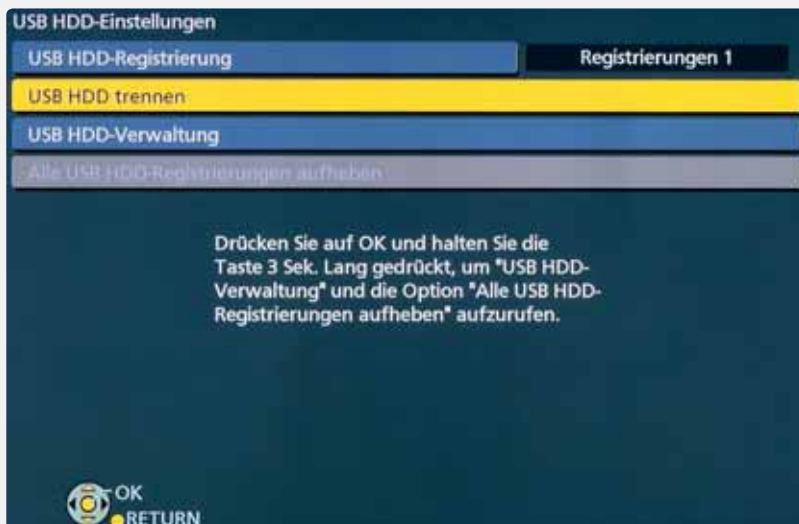 USB HDD-Einstellungen
USB HDD-Registrierung Registrierungen 1
USB HDD trennen
USB HDD-Verwaltung
Alle USB HDD-Registrierungen aufheben
Drücken Sie auf OK und halten Sie die
Taste 3 Sek. Lang gedrückt, um "USB HDD-
Verwaltung" und die Option "Alle USB HDD-
Registrierungen aufheben" aufzurufen.
OK
RETURN